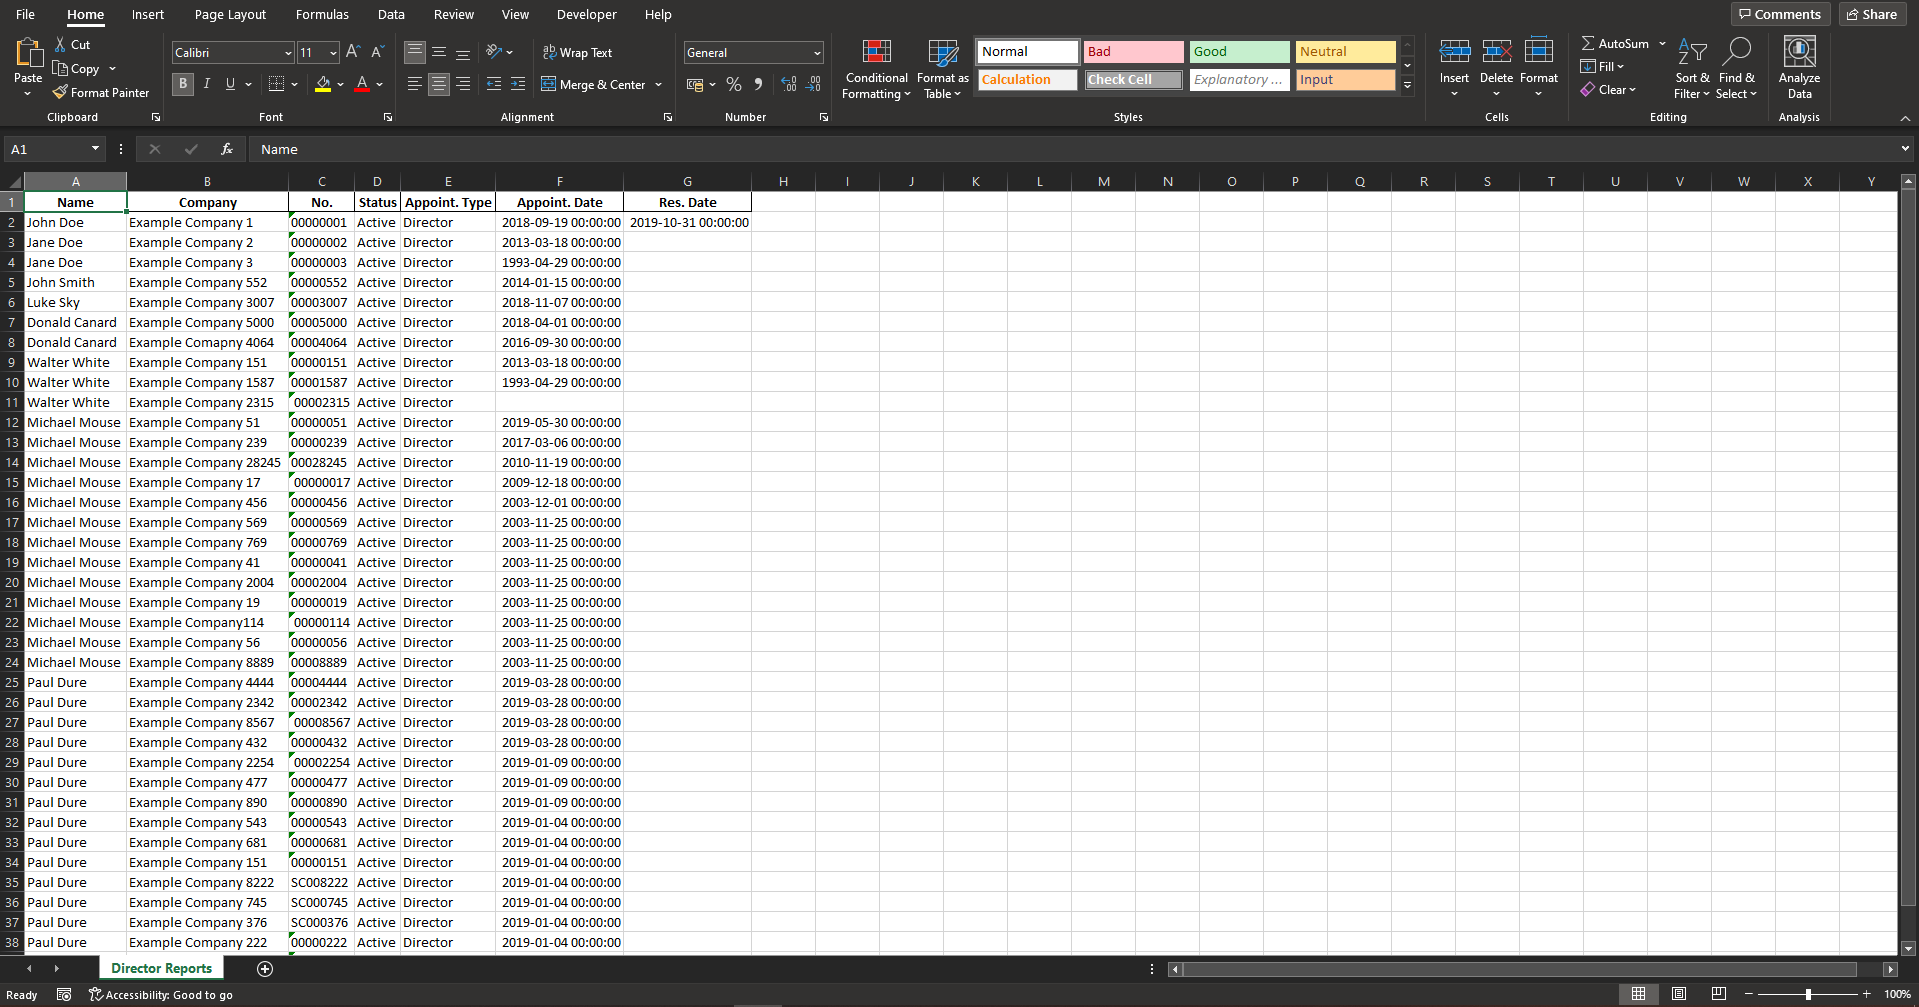 File Home Insert Page Layout Formulas Data Review View Developer Help Comments Share
Paste Cut Copy Format Painter Clipboard
Calibri 11 A A B I U A Font
ab Wrap Text Merge & Center Alignment
General % Number
Conditional Formatting Format as Table
Normal Bad Good Neutral
Calculation Check Cell Explanatory ... Input
Styles
Insert Delete Format Cells
AutoSum Fill Clear Sort & Filter Find & Select Editing
Analyze Data Analysis
A1 fx Name
A B C D E F G H I J K L M N O P Q R S T U V W X Y
1 Name Company No. Status Appoint. Type Appoint. Date Res. Date
2 John Doe Example Company 1 00000001 Active Director 2018-09-19 00:00:00 2019-10-31 00:00:00
3 Jane Doe Example Company 2 00000002 Active Director 2013-03-18 00:00:00
4 Jane Doe Example Company 3 00000003 Active Director 1993-04-29 00:00:00
5 John Smith Example Company 552 00000552 Active Director 2014-01-15 00:00:00
6 Luke Sky Example Company 3007 00003007 Active Director 2018-11-07 00:00:00
7 Donald Canard Example Company 5000 00005000 Active Director 2018-04-01 00:00:00
8 Donald Canard Example Comapny 4064 00004064 Active Director 2016-09-30 00:00:00
9 Walter White Example Company 151 00000151 Active Director 2013-03-18 00:00:00
10 Walter White Example Company 1587 00001587 Active Director 1993-04-29 00:00:00
11 Walter White Example Company 2315 00002315 Active Director
12 Michael Mouse Example Company 51 00000051 Active Director 2019-05-30 00:00:00
13 Michael Mouse Example Company 239 00000239 Active Director 2017-03-06 00:00:00
14 Michael Mouse Example Company 28245 00028245 Active Director 2010-11-19 00:00:00
15 Michael Mouse Example Company 17 00000017 Active Director 2009-12-18 00:00:00
16 Michael Mouse Example Company 456 00000456 Active Director 2003-12-01 00:00:00
17 Michael Mouse Example Company 569 00000569 Active Director 2003-11-25 00:00:00
18 Michael Mouse Example Company 769 00000769 Active Director 2003-11-25 00:00:00
19 Michael Mouse Example Company 41 00000041 Active Director 2003-11-25 00:00:00
20 Michael Mouse Example Company 2004 00002004 Active Director 2003-11-25 00:00:00
21 Michael Mouse Example Company 19 00000019 Active Director 2003-11-25 00:00:00
22 Michael Mouse Example Company114 00000114 Active Director 2003-11-25 00:00:00
23 Michael Mouse Example Company 56 00000056 Active Director 2003-11-25 00:00:00
24 Michael Mouse Example Company 8889 00008889 Active Director 2003-11-25 00:00:00
25 Paul Dure Example Company 4444 00004444 Active Director 2019-03-28 00:00:00
26 Paul Dure Example Company 2342 00002342 Active Director 2019-03-28 00:00:00
27 Paul Dure Example Company 8567 00008567 Active Director 2019-03-28 00:00:00
28 Paul Dure Example Company 432 00000432 Active Director 2019-03-28 00:00:00
29 Paul Dure Example Company 2254 00002254 Active Director 2019-01-09 00:00:00
30 Paul Dure Example Company 477 00000477 Active Director 2019-01-09 00:00:00
31 Paul Dure Example Company 890 00000890 Active Director 2019-01-09 00:00:00
32 Paul Dure Example Company 543 00000543 Active Director 2019-01-04 00:00:00
33 Paul Dure Example Company 681 00000681 Active Director 2019-01-04 00:00:00
34 Paul Dure Example Company 151 00000151 Active Director 2019-01-04 00:00:00
35 Paul Dure Example Company 8222 SC008222 Active Director 2019-01-04 00:00:00
36 Paul Dure Example Company 745 SC000745 Active Director 2019-01-04 00:00:00
37 Paul Dure Example Company 376 SC000376 Active Director 2019-01-04 00:00:00
38 Paul Dure Example Company 222 00000222 Active Director 2019-01-04 00:00:00
Director Reports
Ready Accessibility: Good to go 100%